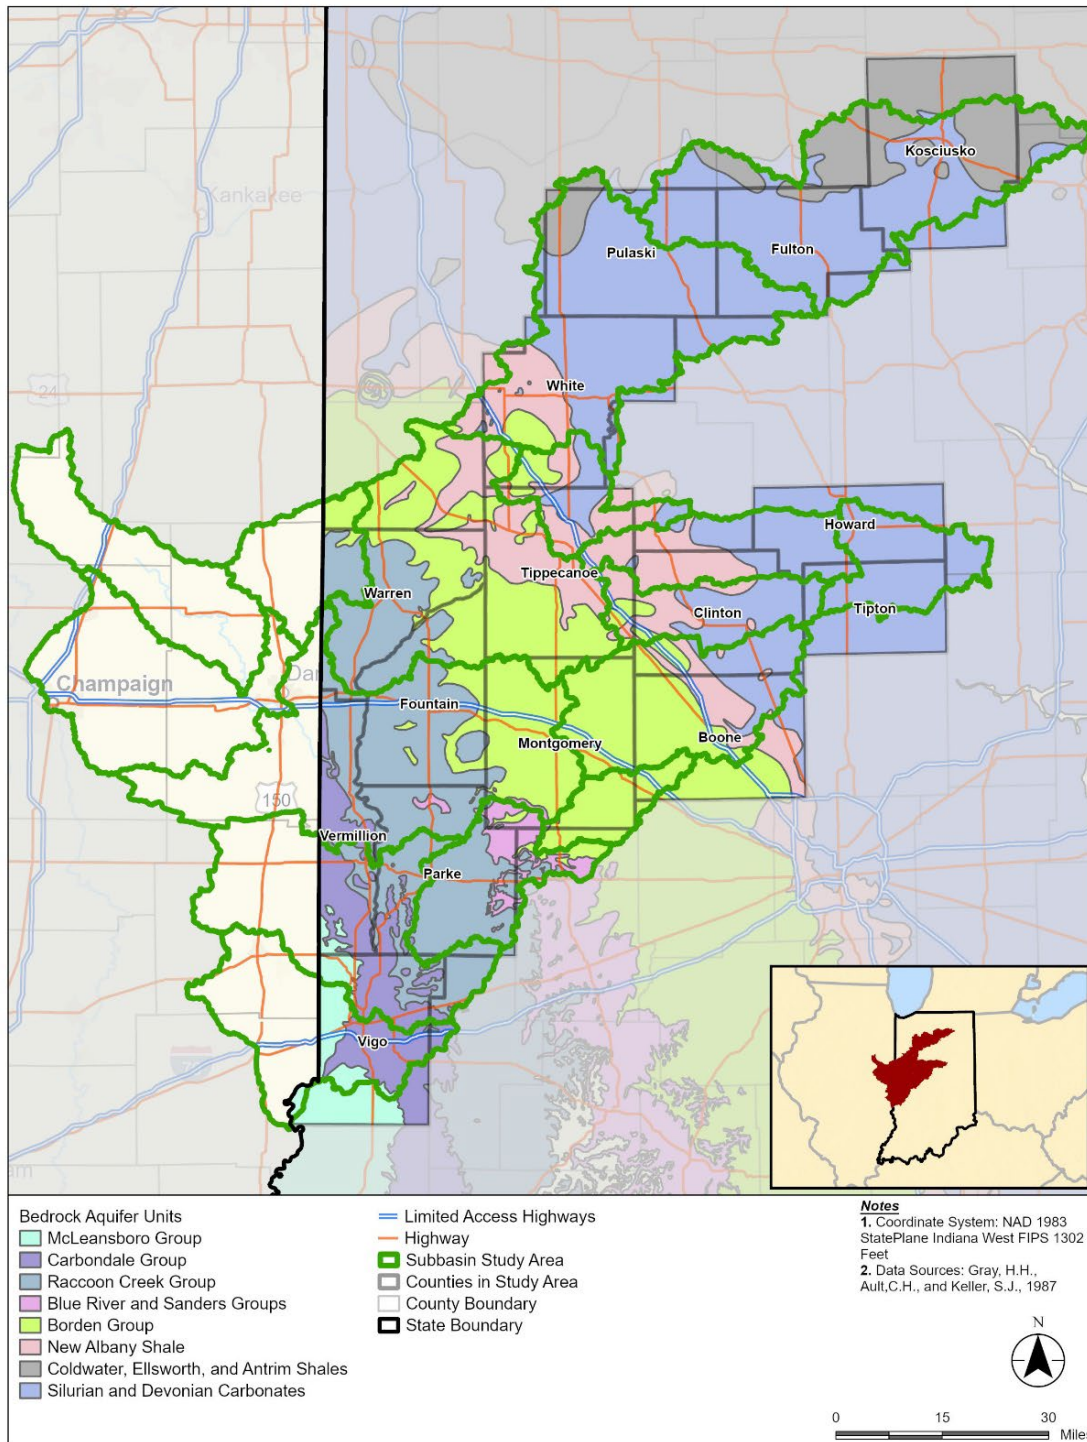 Kankakee
Kosciusko
Pulaski
Fulton
24
White
Howard
Tippecanoe
Warren
Clinton
Tipton
Champaign
Dan
Fountain
Montgomery
Boone
150
Vermillion
Parke
Vigo
Bedrock Aquifer Units
McLeansboro Group
Carbondale Group
Raccoon Creek Group
Blue River and Sanders Groups
Borden Group
New Albany Shale
Coldwater, Ellsworth, and Antrim Shales
Silurian and Devonian Carbonates
Limited Access Highways
Highway
Subbasin Study Area
Counties in Study Area
County Boundary
State Boundary
Notes
1. Coordinate System: NAD 1983
StatePlane Indiana West FIPS 1302
Feet
2. Data Sources: Gray, H.H.,
Ault,C.H., and Keller, S.J., 1987
N
0 15 30
Mile